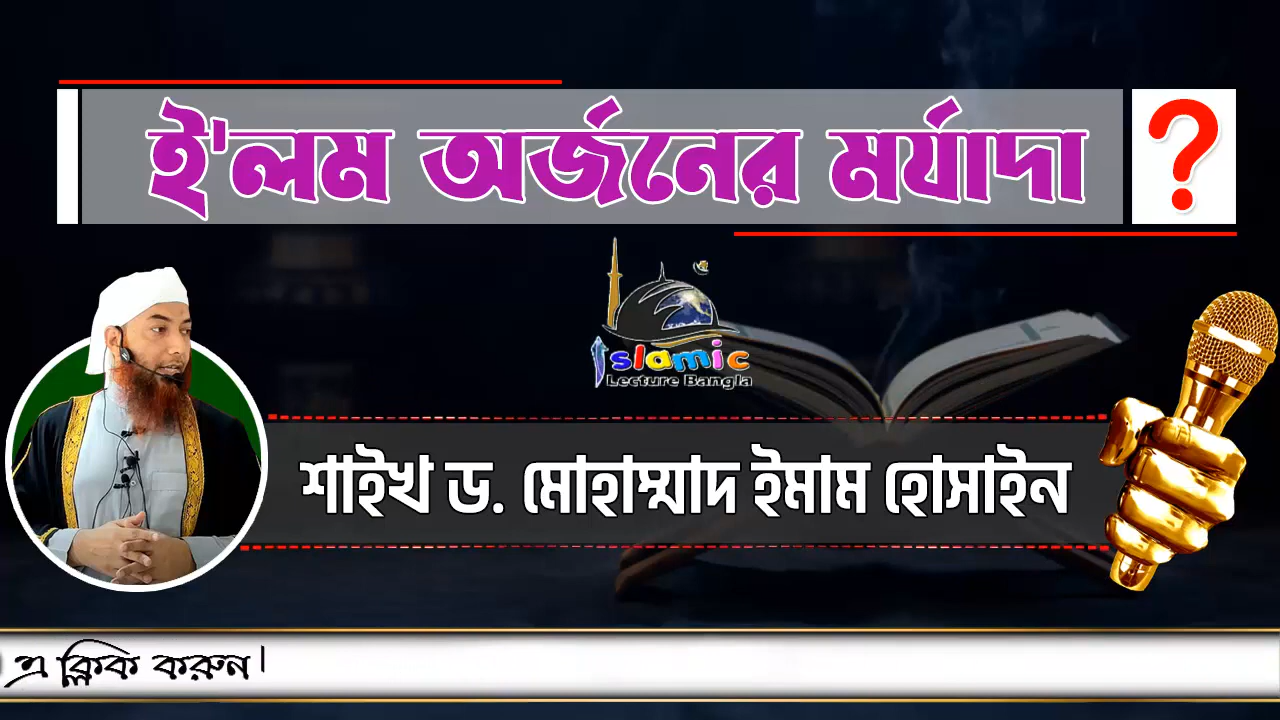 ই'লম অর্জনের মর্যাদা ?
Islamic
Lecture Bangla
শাইখ ড. মোহাম্মাদ ইমাম হোসাইন
এ ক্লিক করুন।